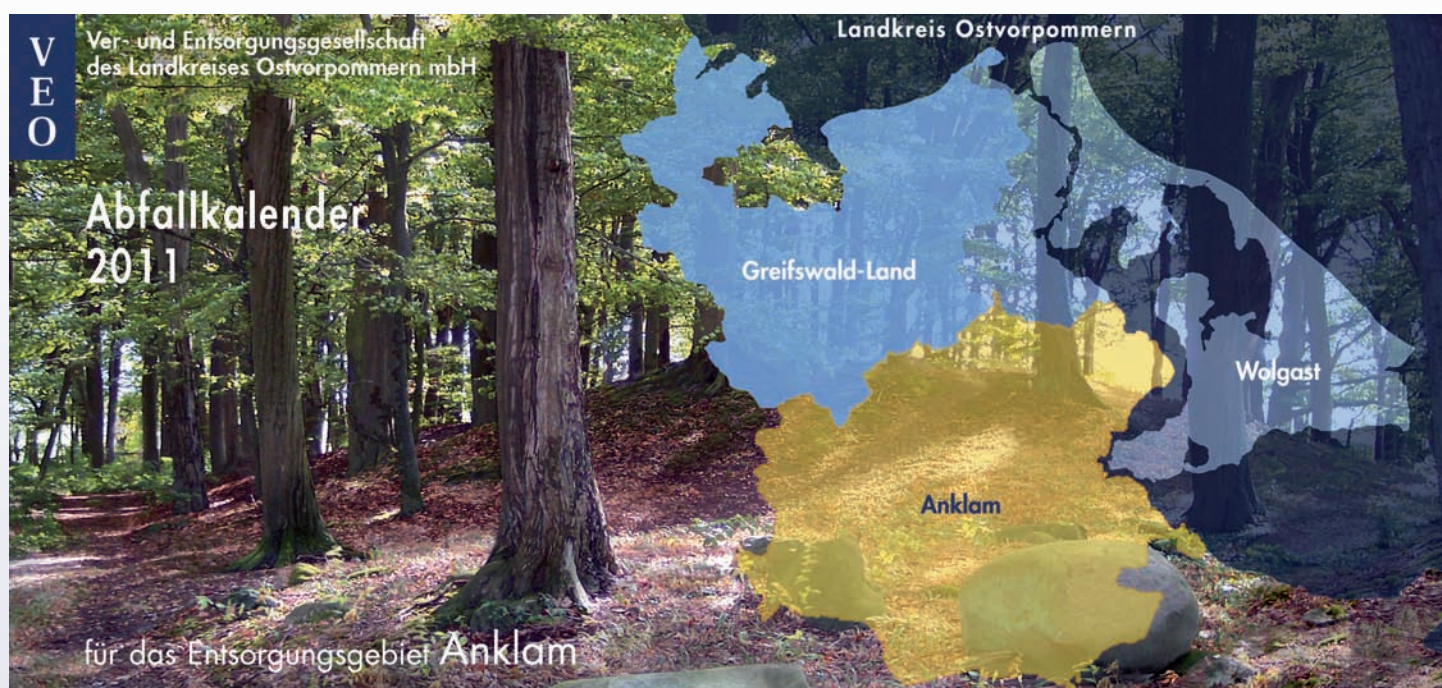 VEO
Ver- und Entsorgungsgesellschaft
des Landkreises Ostvorpommern mbH
Landkreis Ostvorpommern
Abfallkalender
2011
Greifswald-Land
Wolgast
Anklam
für das Entsorgungsgebiet Anklam